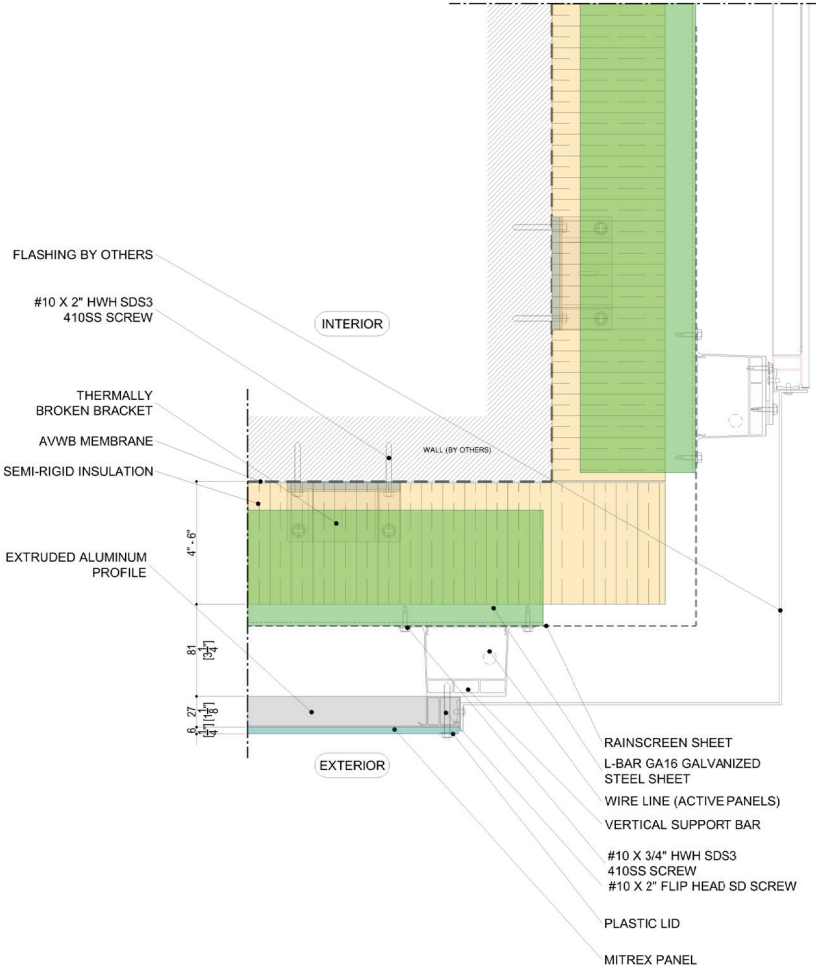 FLASHING BY OTHERS
#10 X 2" HWH SDS3
410SS SCREW
INTERIOR
THERMALLY
BROKEN BRACKET
AVWB MEMBRANE
WALL (BY OTHERS)
SEMI-RIGID INSULATION
4" - 6"
EXTRUDED ALUMINUM
PROFILE
81
[3 1/4"]
27
[1 1/8"]
6
[1/4"]
EXTERIOR
RAINSCREEN SHEET
L-BAR GA16 GALVANIZED
STEEL SHEET
WIRE LINE (ACTIVE PANELS)
VERTICAL SUPPORT BAR
#10 X 3/4" HWH SDS3
410SS SCREW
#10 X 2" FLIP HEAD SD SCREW
PLASTIC LID
MITREX PANEL